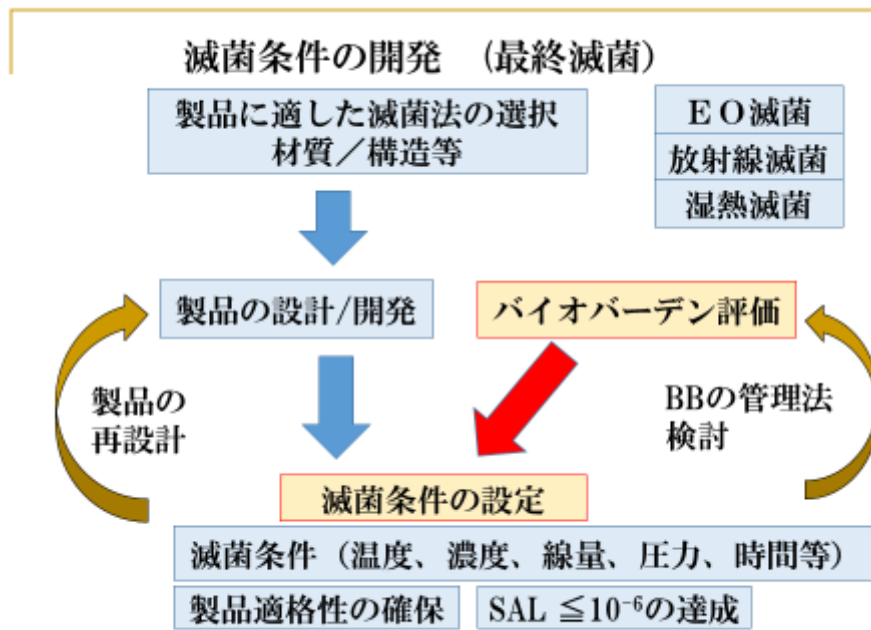 滅菌条件の開発 (最終滅菌)
製品に適した滅菌法の選択
材質／構造等
ＥＯ滅菌
放射線滅菌
湿熱滅菌
製品の設計/開発
バイオバーデン評価
製品の
再設計
BBの管理法
検討
滅菌条件の設定
滅菌条件（温度、濃度、線量、圧力、時間等）
製品適格性の確保
SAL ≦10⁻⁶の達成